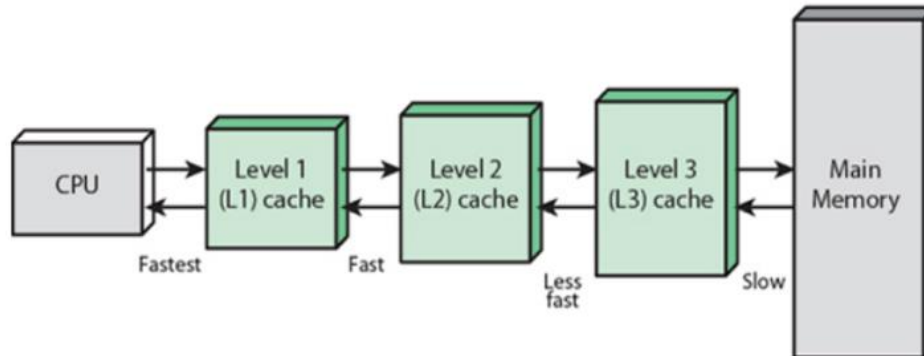 CPU
Level 1
(L1) cache
Level 2
(L2) cache
Level 3
(L3) cache
Main
Memory
Fastest
Fast
Less
fast
Slow